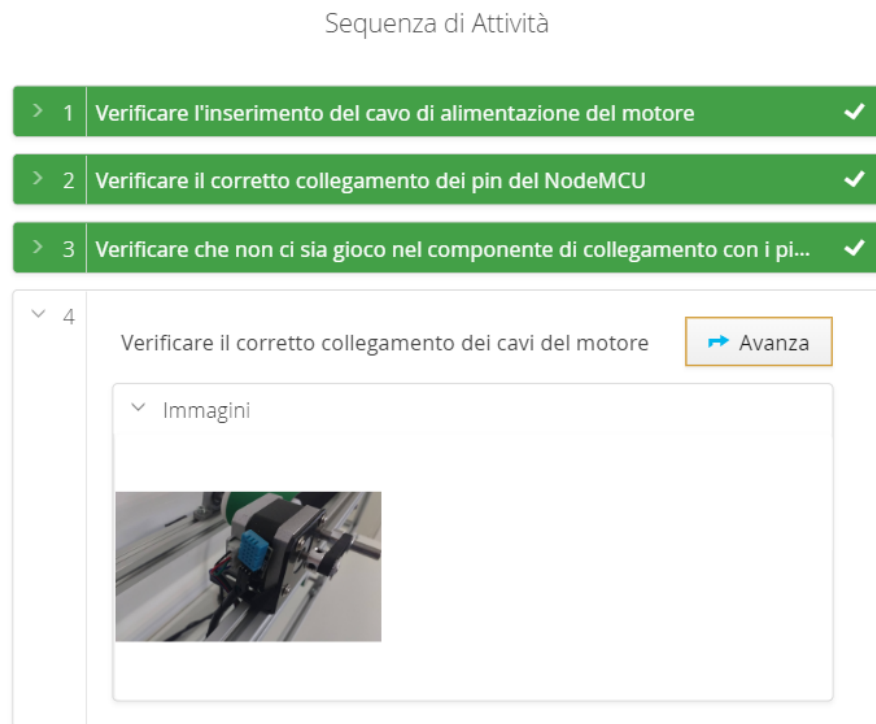 Sequenza di Attività
1 Verificare l'inserimento del cavo di alimentazione del motore
2 Verificare il corretto collegamento dei pin del NodeMCU
3 Verificare che non ci sia gioco nel componente di collegamento con i pi...
4
Verificare il corretto collegamento dei cavi del motore Avanza
Immagini